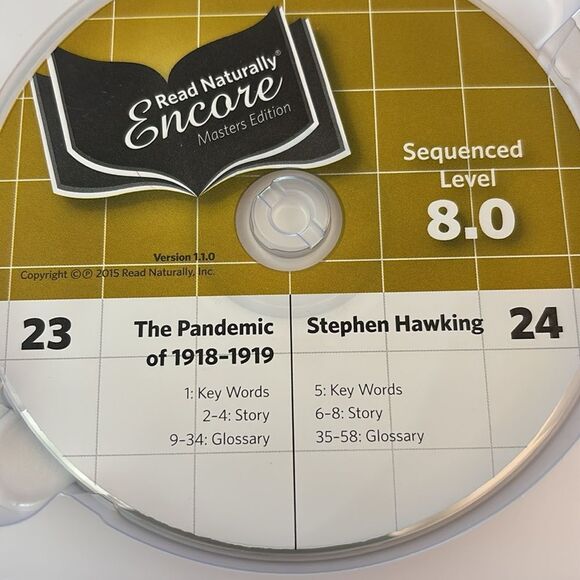 Read Naturally®
Encore
Masters Edition
Sequenced
Level
8.0
Version 1.1.0
Copyright ©℗ 2015 Read Naturally, Inc.
23
The Pandemic
of 1918–1919
1: Key Words
2–4: Story
9–34: Glossary
Stephen Hawking
24
5: Key Words
6–8: Story
35–58: Glossary